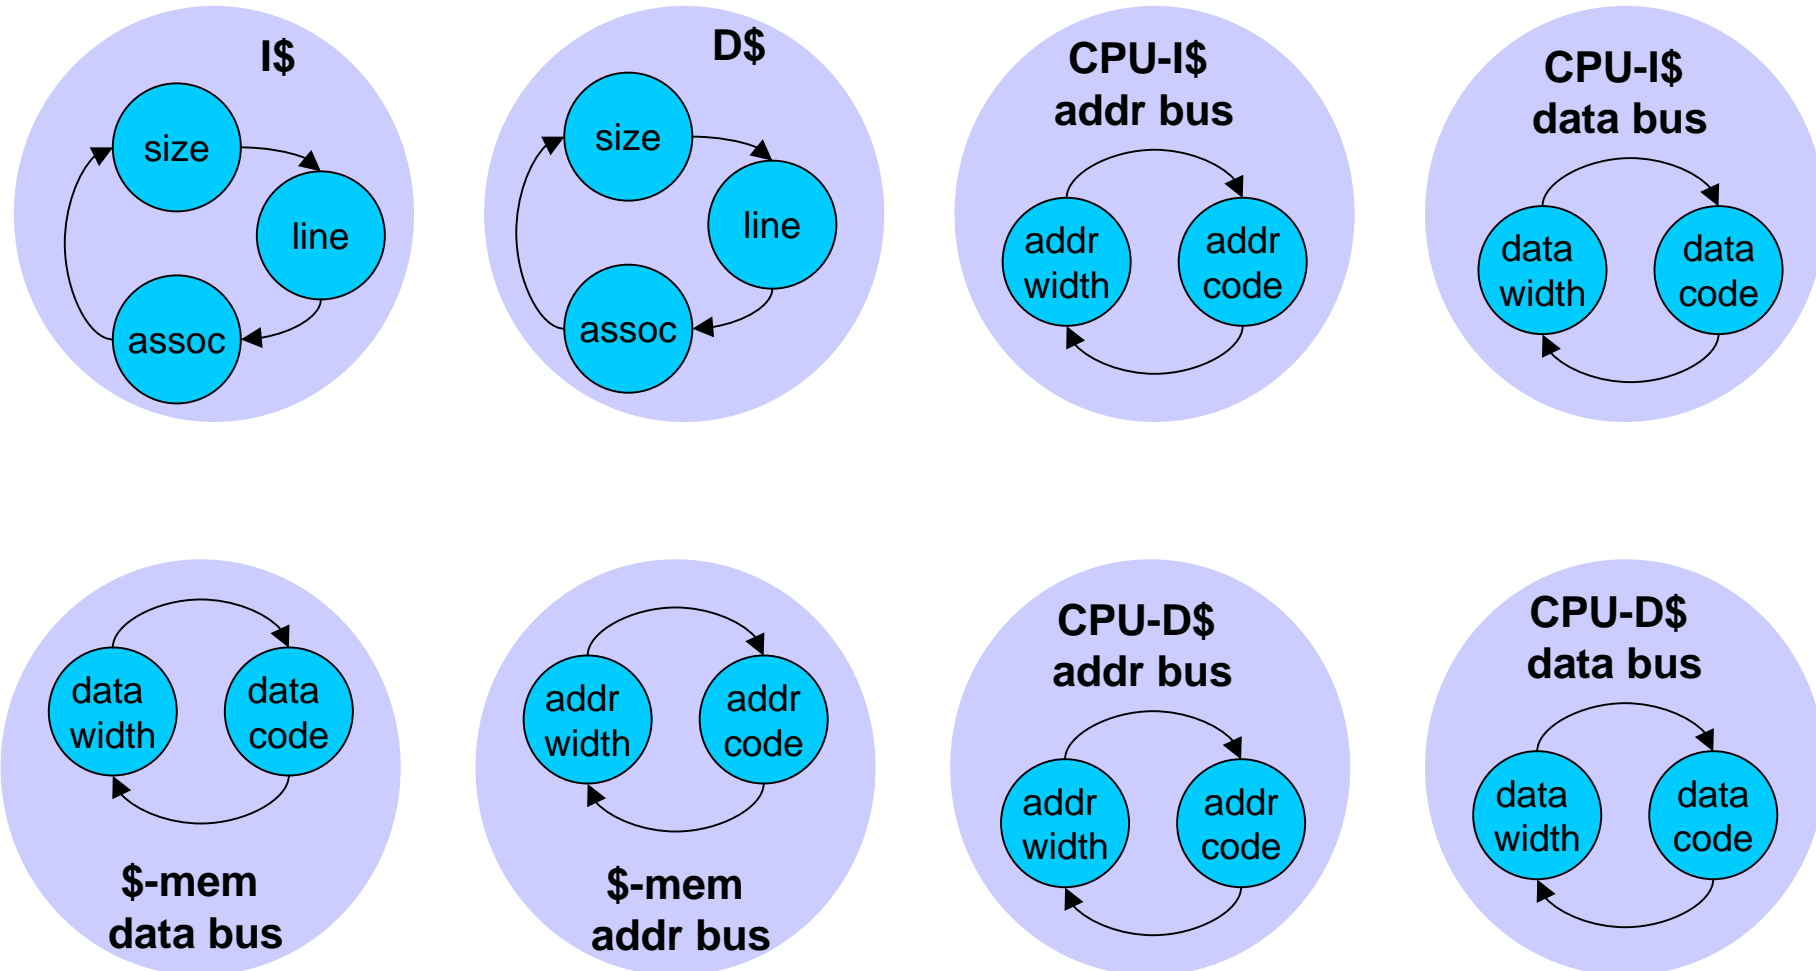 I$
size
line
assoc
D$
size
line
assoc
CPU-I$
addr bus
addr
width
addr
code
CPU-I$
data bus
data
width
data
code
data
width
data
code
$-mem
data bus
addr
width
addr
code
$-mem
addr bus
CPU-D$
addr bus
addr
width
addr
code
CPU-D$
data bus
data
width
data
code